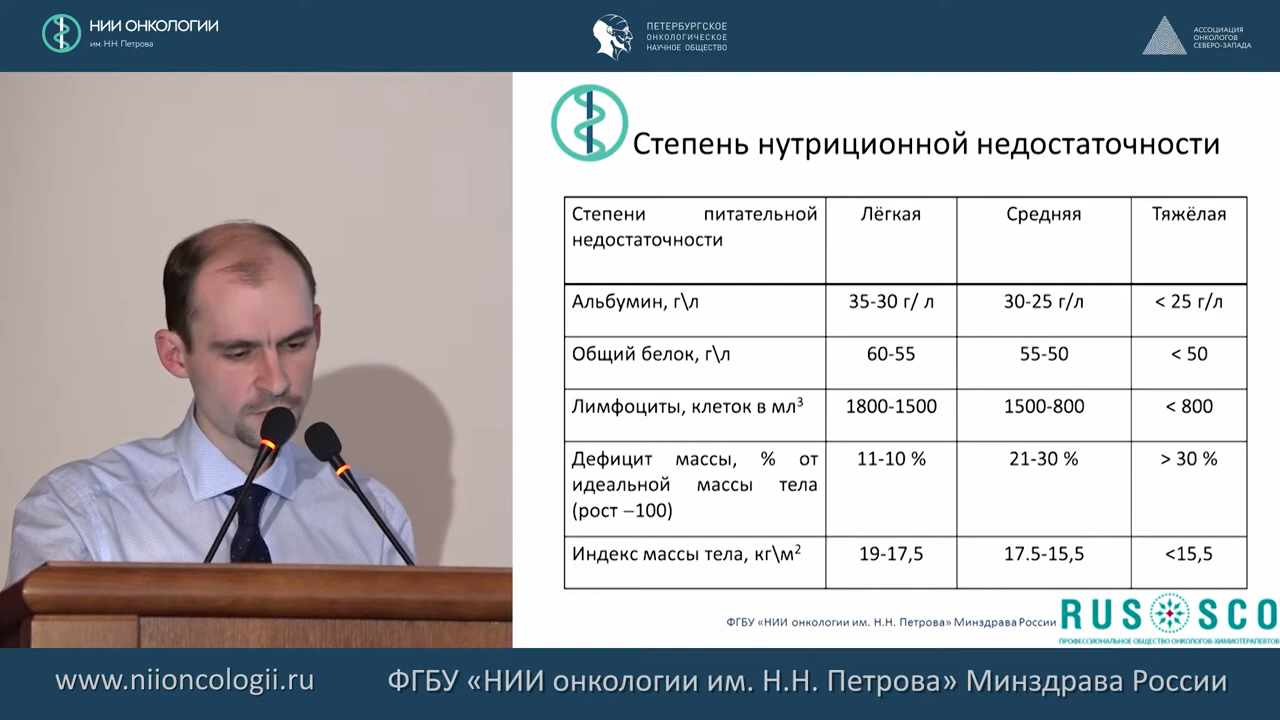 НИИ ОНКОЛОГИИ
им. Н.Н. Петрова
ПЕТЕРБУРГСКОЕ
ОНКОЛОГИЧЕСКОЕ
НАУЧНОЕ ОБЩЕСТВО
АССОЦИАЦИЯ
ОНКОЛОГОВ
СЕВЕРО-ЗАПАДА
Степень нутриционной недостаточности
Степени питательной недостаточности Лёгкая Средняя Тяжёлая
Альбумин, г\л 35-30 г/ л 30-25 г/л < 25 г/л
Общий белок, г\л 60-55 55-50 < 50
Лимфоциты, клеток в мл³ 1800-1500 1500-800 < 800
Дефицит массы, % от идеальной массы тела (рост –100) 11-10 % 21-30 % > 30 %
Индекс массы тела, кг\м² 19-17,5 17.5-15,5 <15,5
ФГБУ «НИИ онкологии им. Н.Н. Петрова» Минздрава России
RUSSCO
ПРОФЕССИОНАЛЬНОЕ ОБЩЕСТВО ОНКОЛОГОВ-ХИМИОТЕРАПЕВТОВ
www.niioncologii.ru ФГБУ «НИИ онкологии им. Н.Н. Петрова» Минздрава России